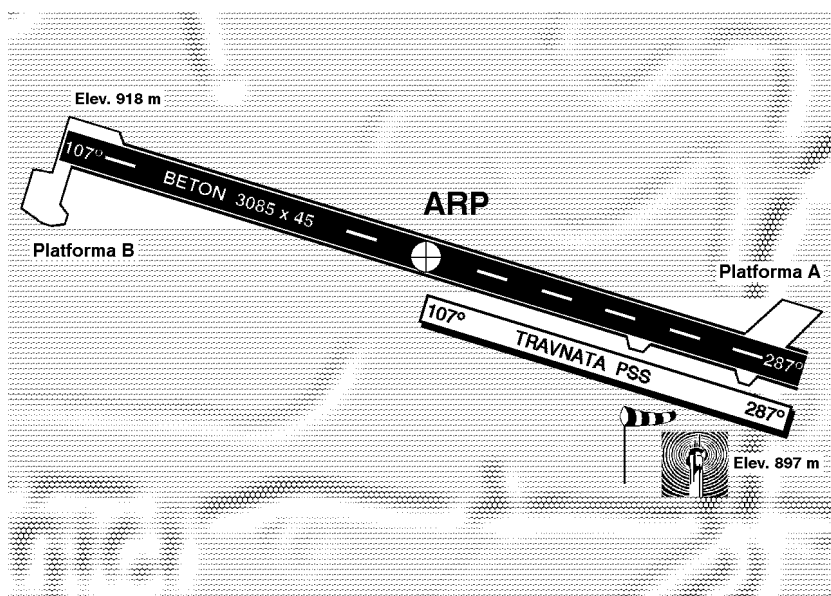 Elev. 918 m
107°
BETON 3085 x 45
ARP
Platforma B
Platforma A
107°
TRAVNATA PSS
287°
287°
Elev. 897 m